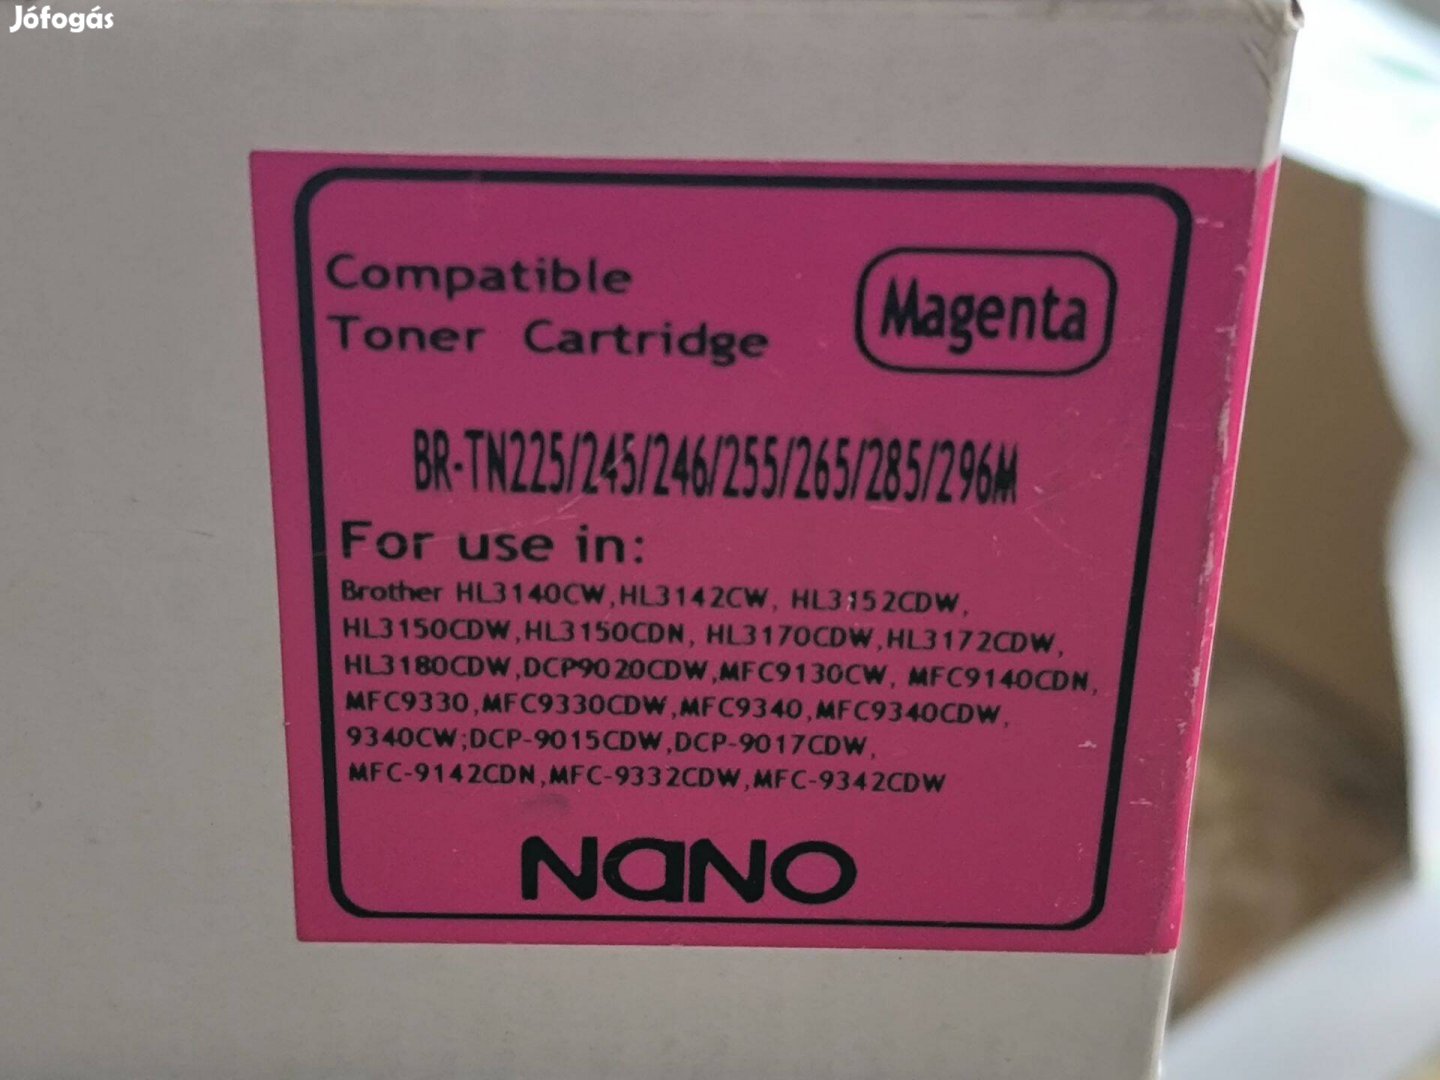 Jófogás
Compatible
Toner Cartridge
Magenta
BR-TN225/245/246/255/265/285/296M
For use in:
Brother HL3140CW,HL3142CW, HL3152CDW,
HL3150CDW,HL3150CDN, HL3170CDW,HL3172CDW,
HL3180CDW,DCP9020CDW,MFC9130CW, MFC9140CDN,
MFC9330,MFC9330CDW,MFC9340,MFC9340CDW,
9340CW;DCP-9015CDW,DCP-9017CDW,
MFC-9142CDN,MFC-9332CDW,MFC-9342CDW
NaNO